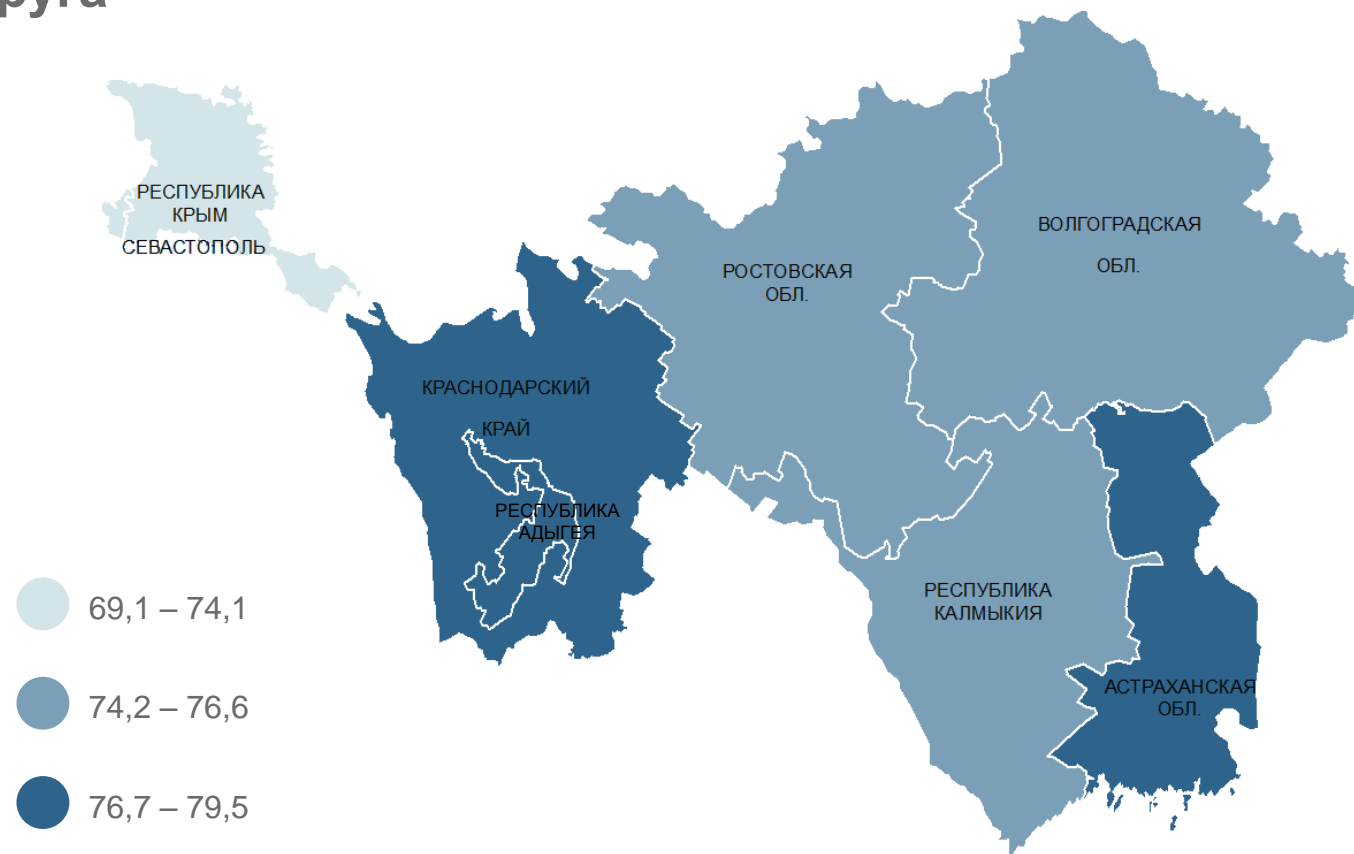 руга
РЕСПУБЛИКА
КРЫМ
СЕВАСТОПОЛЬ
ВОЛГОГРАДСКАЯ
ОБЛ.
РОСТОВСКАЯ
ОБЛ.
КРАСНОДАРСКИЙ
КРАЙ
РЕСПУБЛИКА
АДЫГЕЯ
РЕСПУБЛИКА
КАЛМЫКИЯ
АСТРАХАНСКАЯ
ОБЛ.
69,1 – 74,1
74,2 – 76,6
76,7 – 79,5